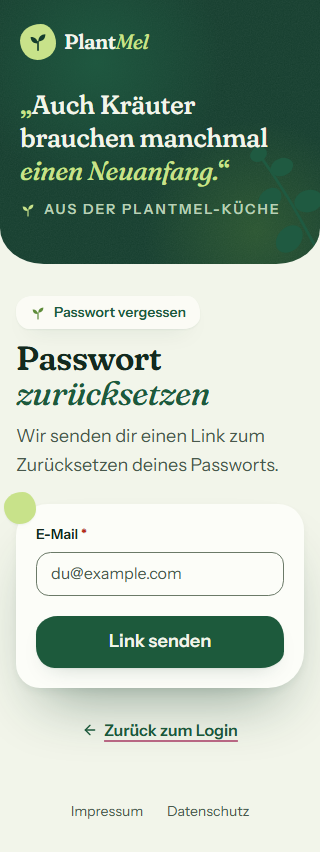 PlantMel
„Auch Kräuter
brauchen manchmal
einen Neuanfang.“
AUS DER PLANTMEL-KÜCHE
Passwort vergessen
Passwort
zurücksetzen
Wir senden dir einen Link zum
Zurücksetzen deines Passworts.
E-Mail *
du@example.com
Link senden
← Zurück zum Login
Impressum Datenschutz